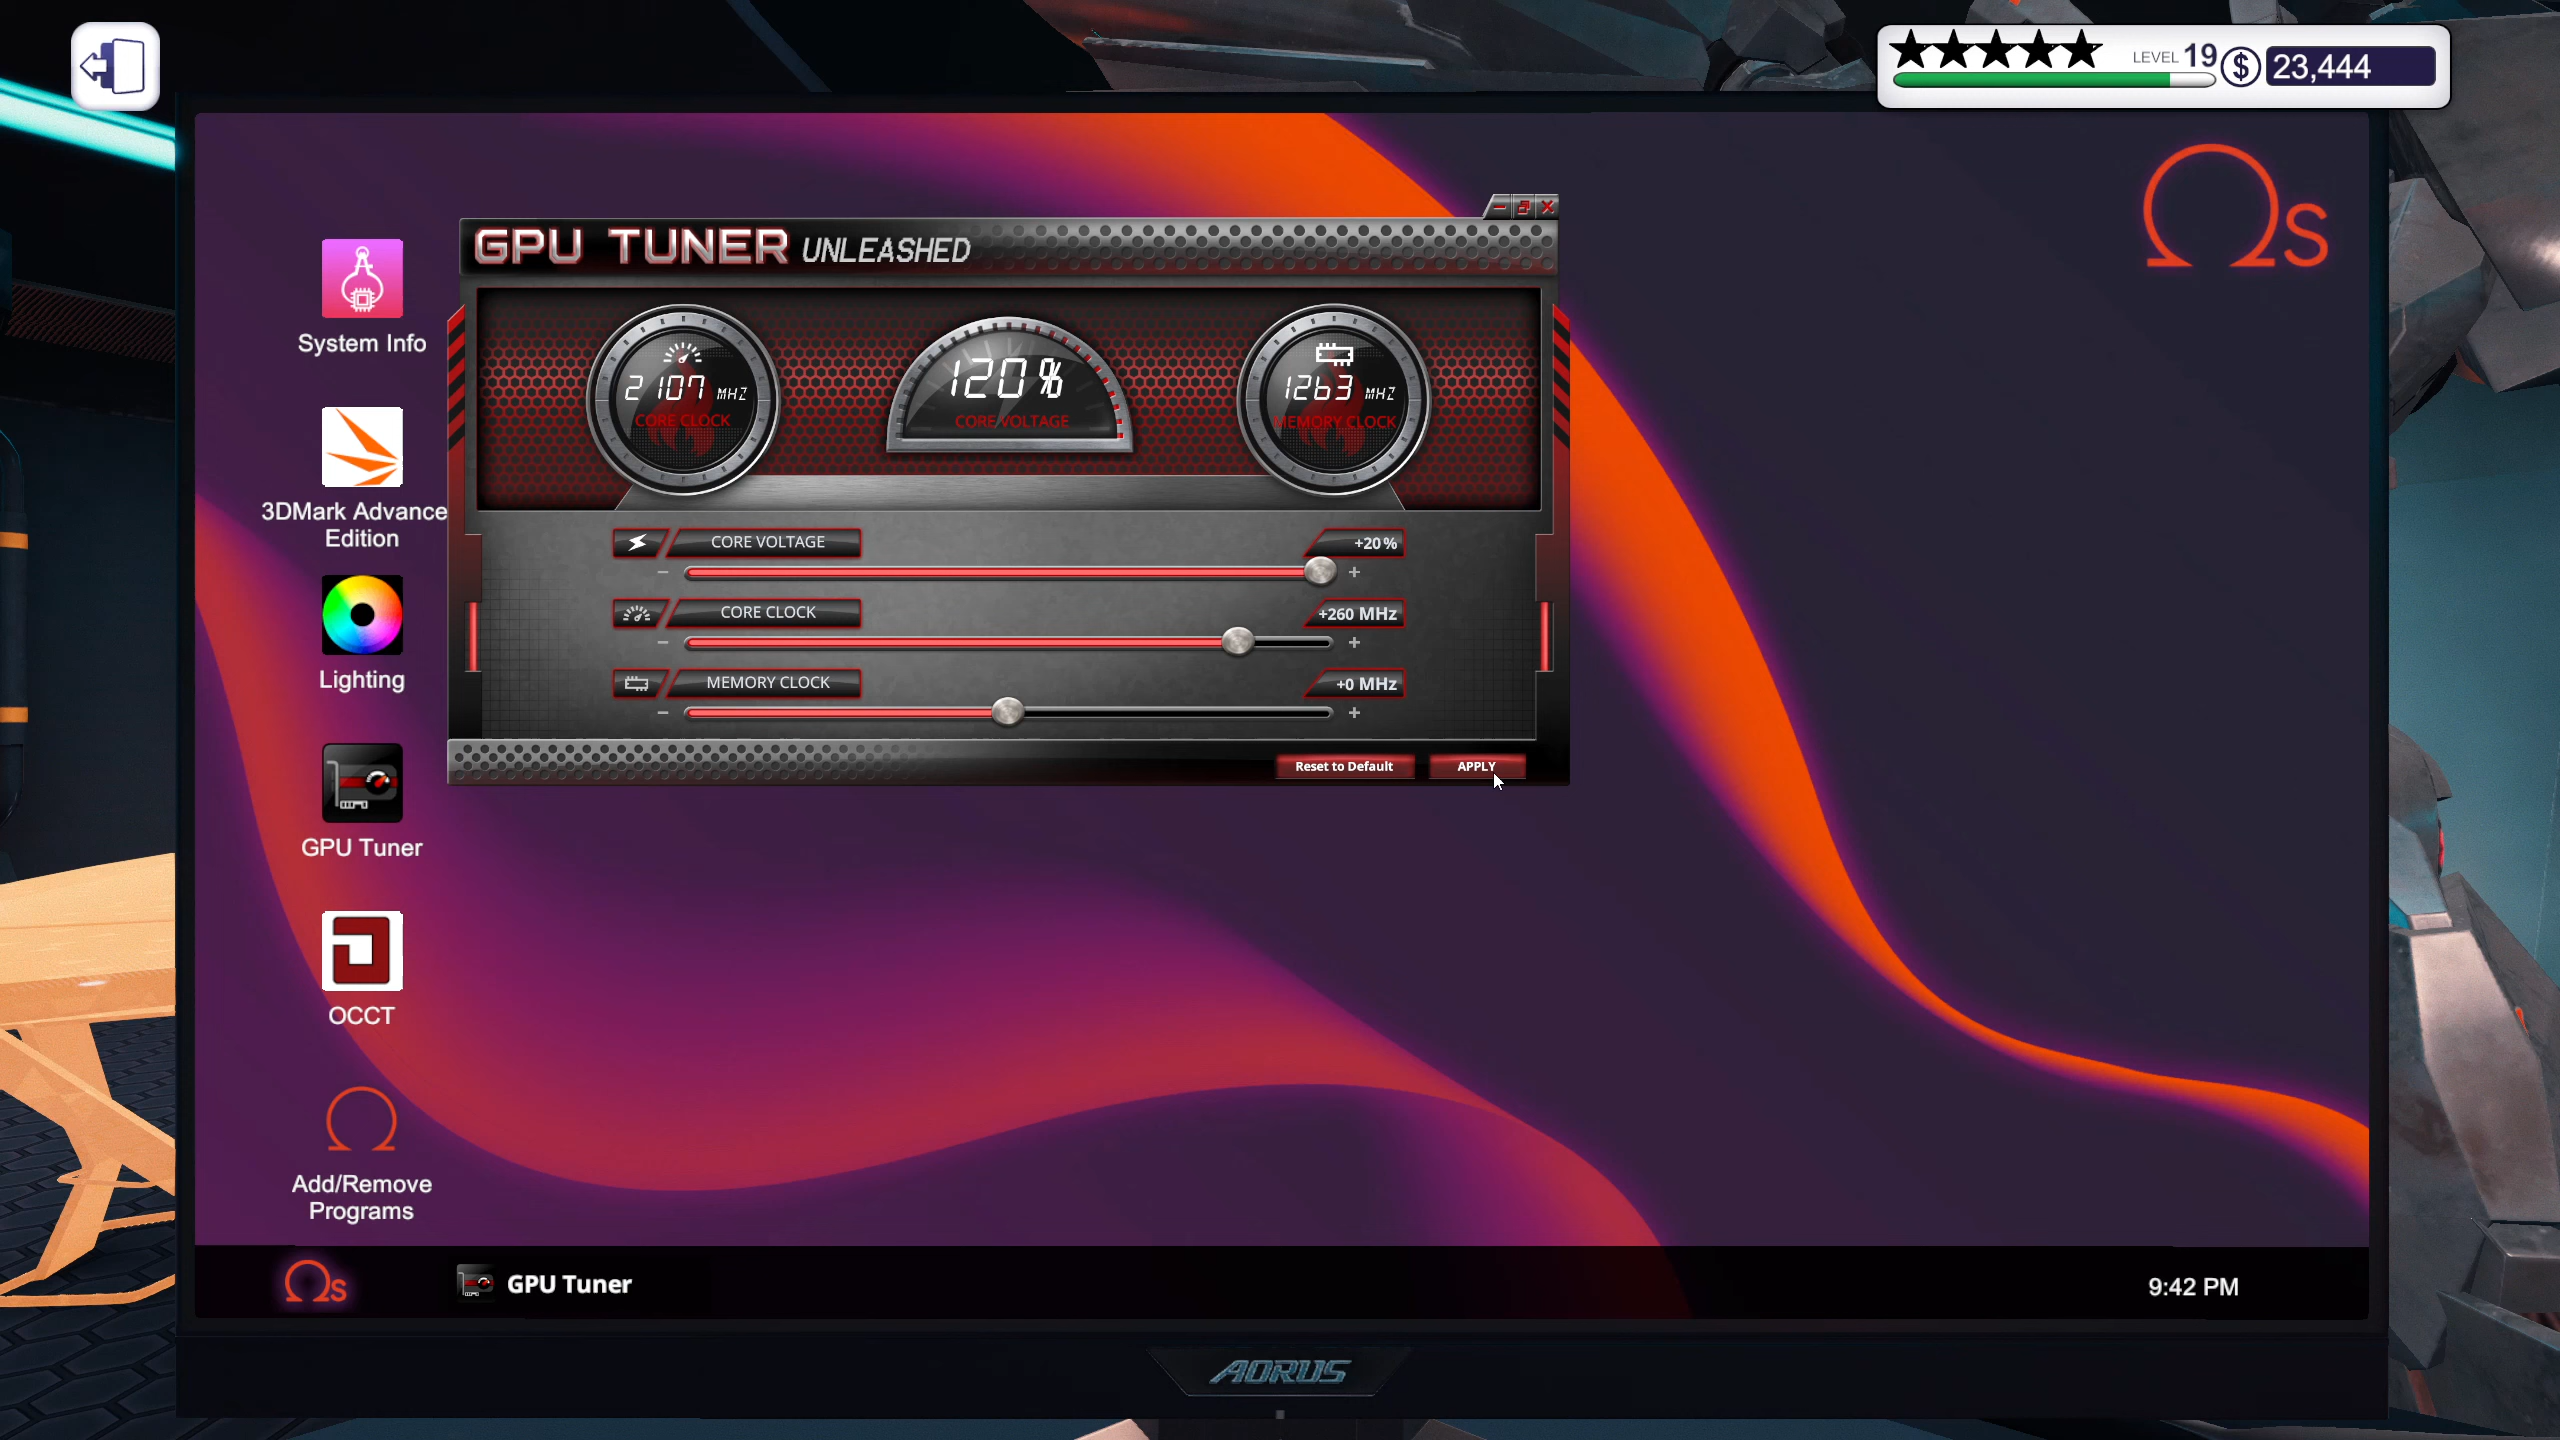 LEVEL 19
$ 23,444
Ωs
GPU TUNER UNLEASHED
2107 MHZ
CORE CLOCK
120%
CORE VOLTAGE
1263 MHZ
MEMORY CLOCK
CORE VOLTAGE
+20%
− +
CORE CLOCK
+260 MHz
− +
MEMORY CLOCK
+0 MHz
− +
Reset to Default
APPLY
System Info
3DMark Advance
Edition
Lighting
GPU Tuner
OCCT
Add/Remove
Programs
Ωs
GPU Tuner
9:42 PM
AORUS